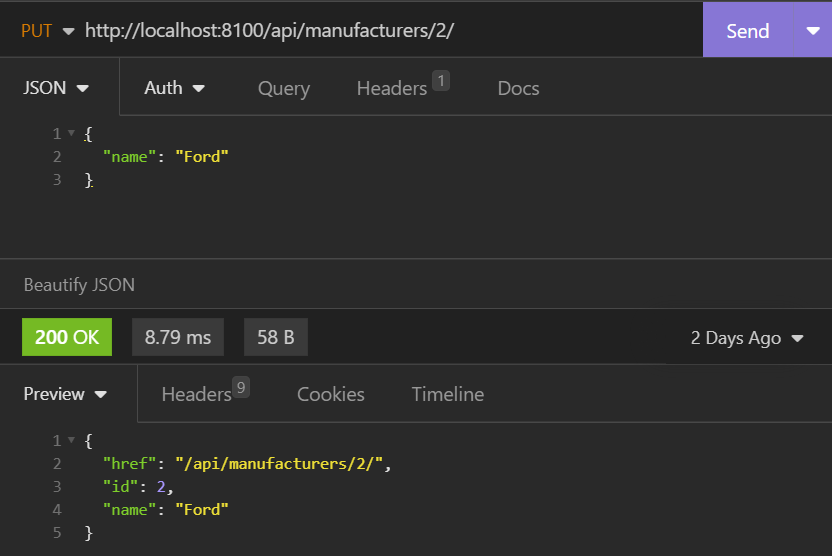 PUT http://localhost:8100/api/manufacturers/2/ Send
JSON Auth Query Headers 1 Docs
1 {
2 "name": "Ford"
3 }
Beautify JSON
200 OK 8.79 ms 58 B 2 Days Ago
Preview Headers 9 Cookies Timeline
1 {
2 "href": "/api/manufacturers/2/",
3 "id": 2,
4 "name": "Ford"
5 }